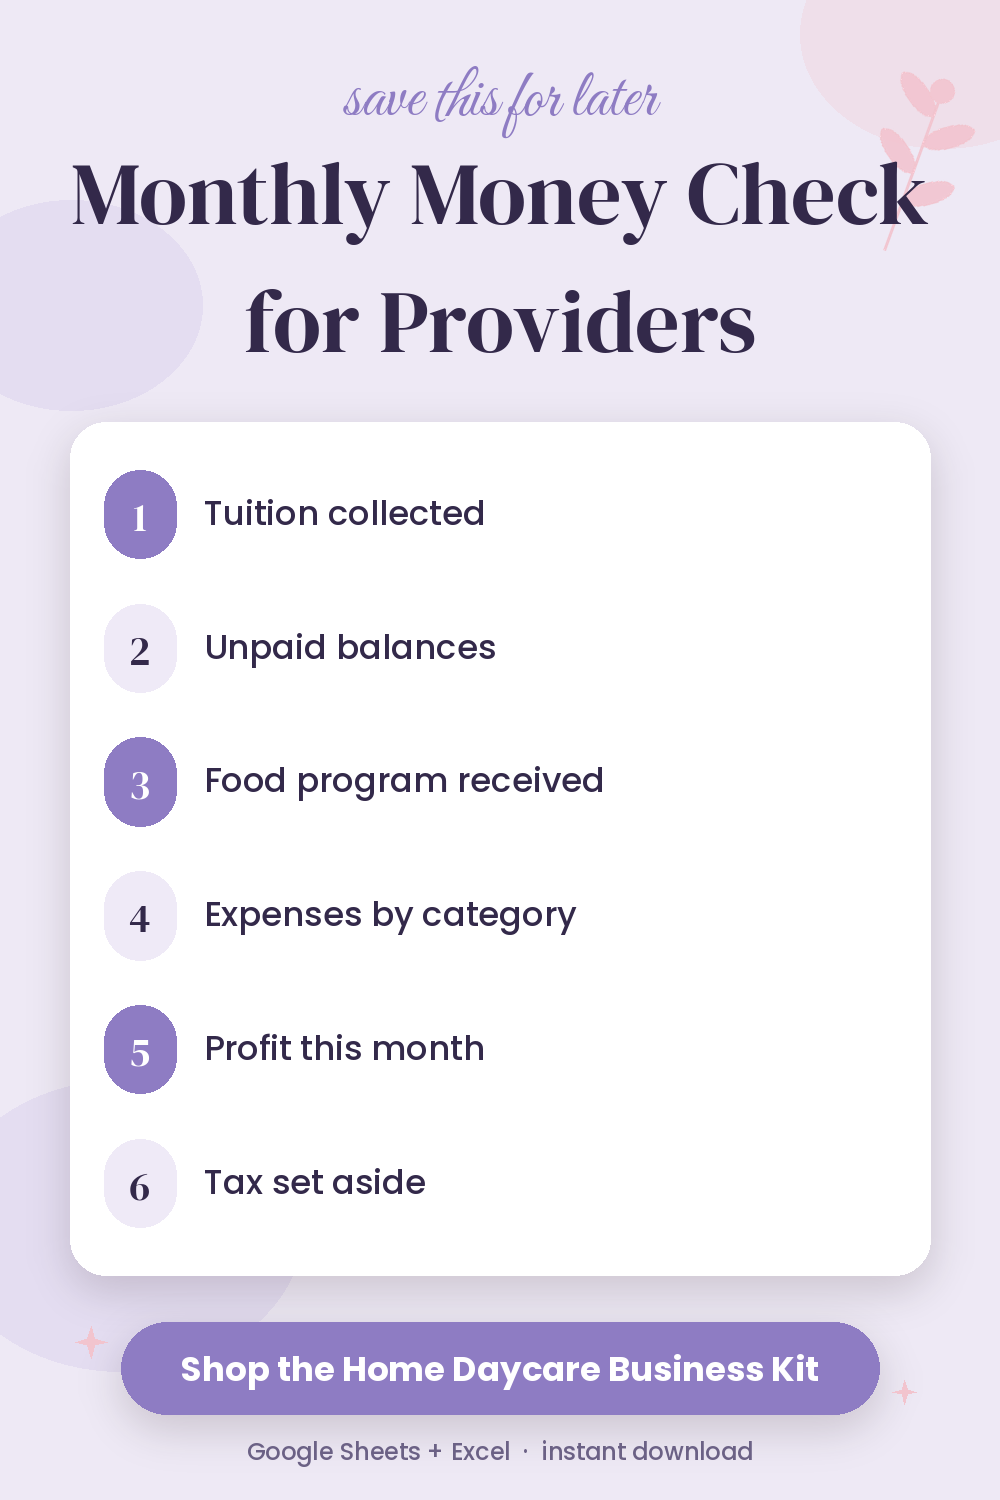 save this for later
Monthly Money Check
for Providers
1 Tuition collected
2 Unpaid balances
3 Food program received
4 Expenses by category
5 Profit this month
6 Tax set aside
Shop the Home Daycare Business Kit
Google Sheets + Excel · instant download